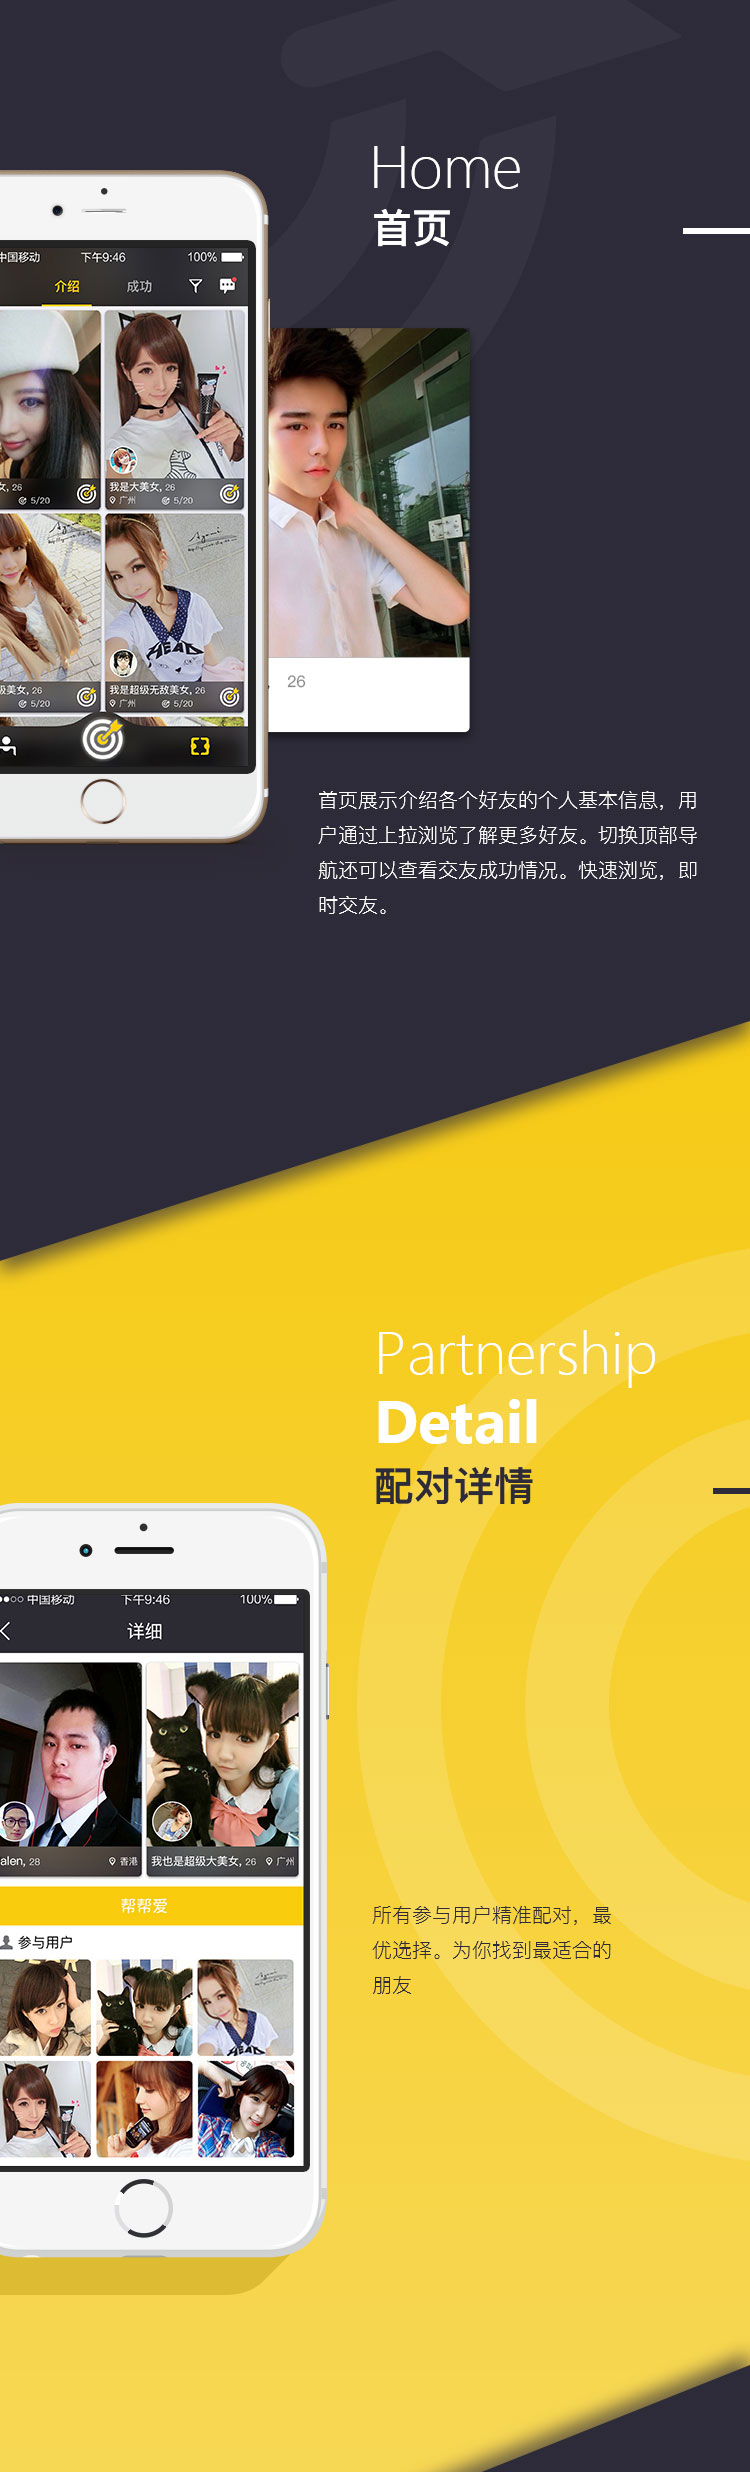 Home
首页
中国移动 下午9:46 100%
介绍 成功
女, 26
5/20
我是大美女, 26
广州 5/20
级美女, 26
5/20
我是超级无敌美女, 26
广州 5/20
26
首页展示介绍各个好友的个人基本信息，用
户通过上拉浏览了解更多好友。切换顶部导
航还可以查看交友成功情况。快速浏览，即
时交友。
Partnership
Detail
配对详情
中国移动 下午9:46 100%
详细
alen, 28 香港
我也是超级大美女, 26 广州
帮帮爱
参与用户
所有参与用户精准配对，最
优选择。为你找到最适合的
朋友